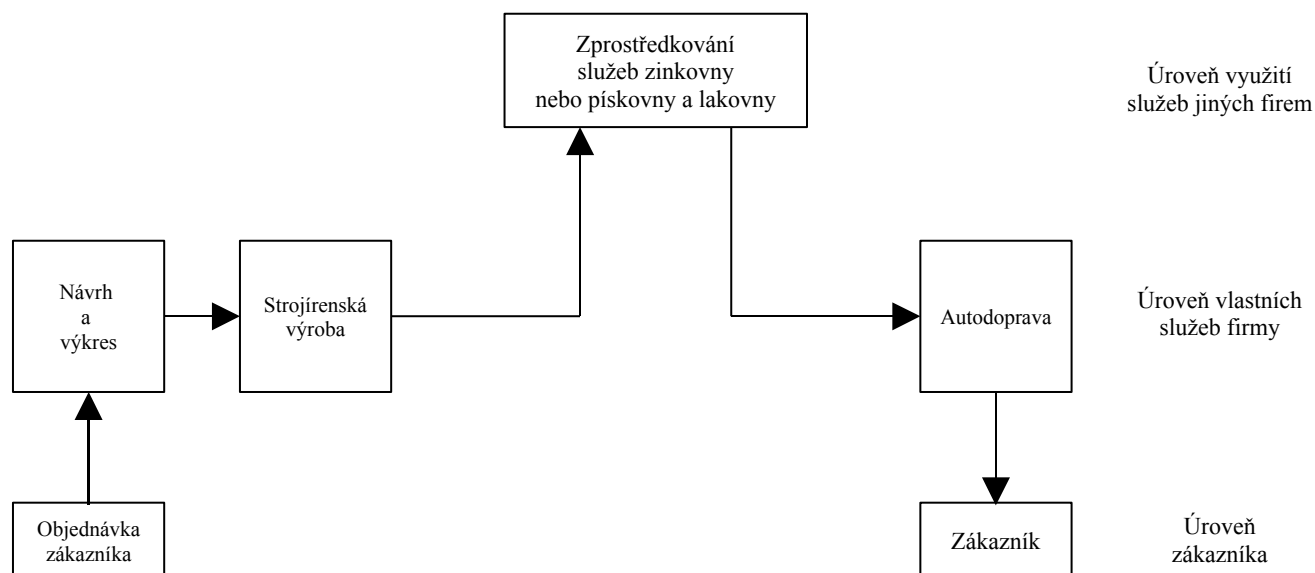 Zprostředkování
služeb zinkovny
nebo pískovny a lakovny
Úroveň využití
služeb jiných firem
Návrh
a
výkres
Strojírenská
výroba
Autodoprava
Úroveň vlastních
služeb firmy
Objednávka
zákazníka
Zákazník
Úroveň
zákazníka